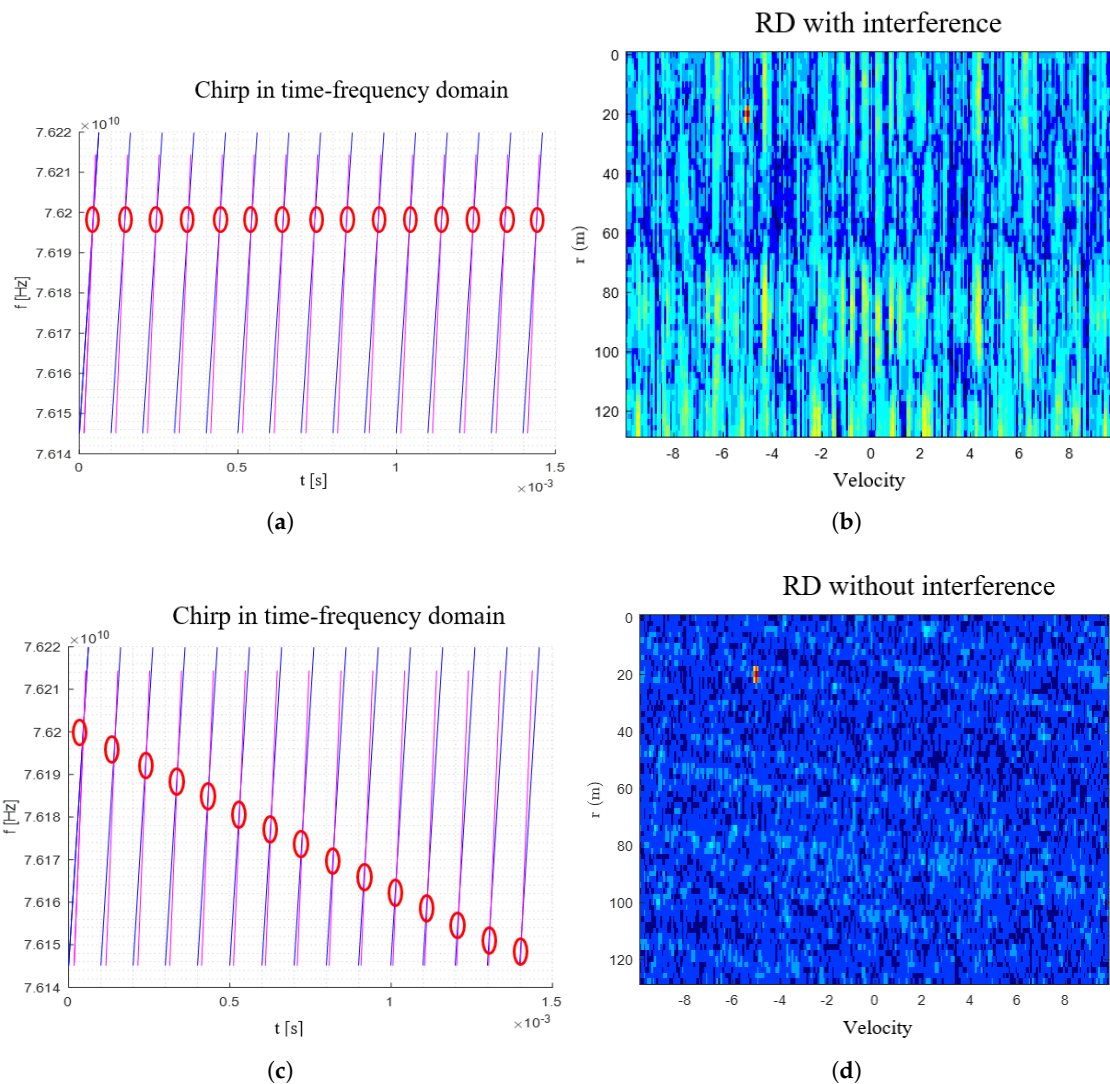 Chirp in time-frequency domain
×10^10
7.622
7.621
7.62
7.619
7.618
7.617
7.616
7.615
7.614
f [Hz]
0 0.5 1 1.5
t [s]
×10^-3
(a)
RD with interference
0
20
40
60
80
100
120
r (m)
-8 -6 -4 -2 0 2 4 6 8
Velocity
(b)
Chirp in time-frequency domain
×10^10
7.622
7.621
7.62
7.619
7.618
7.617
7.616
7.615
7.614
f [Hz]
0 0.5 1 1.5
t [s]
×10^-3
(c)
RD without interference
0
20
40
60
80
100
120
r (m)
-8 -6 -4 -2 0 2 4 6 8
Velocity
(d)